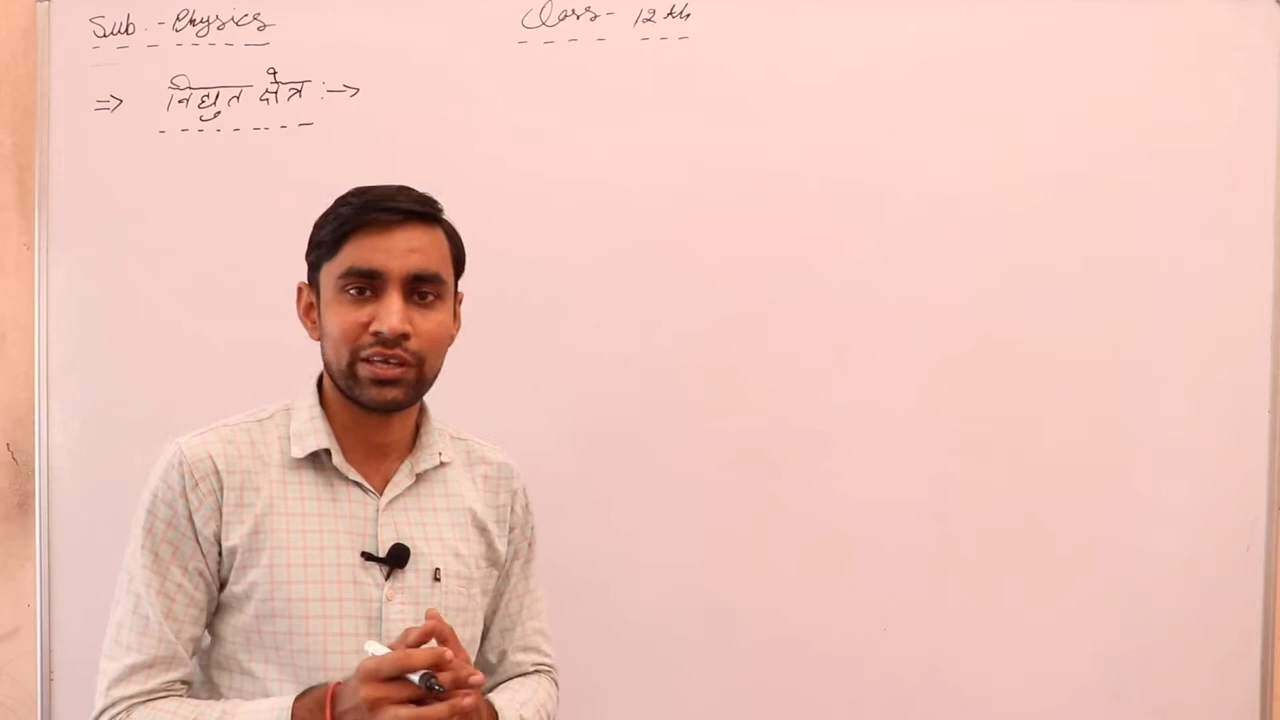 Sub. - Physics
Class - 12th
⇒ विद्युत क्षेत्र :→